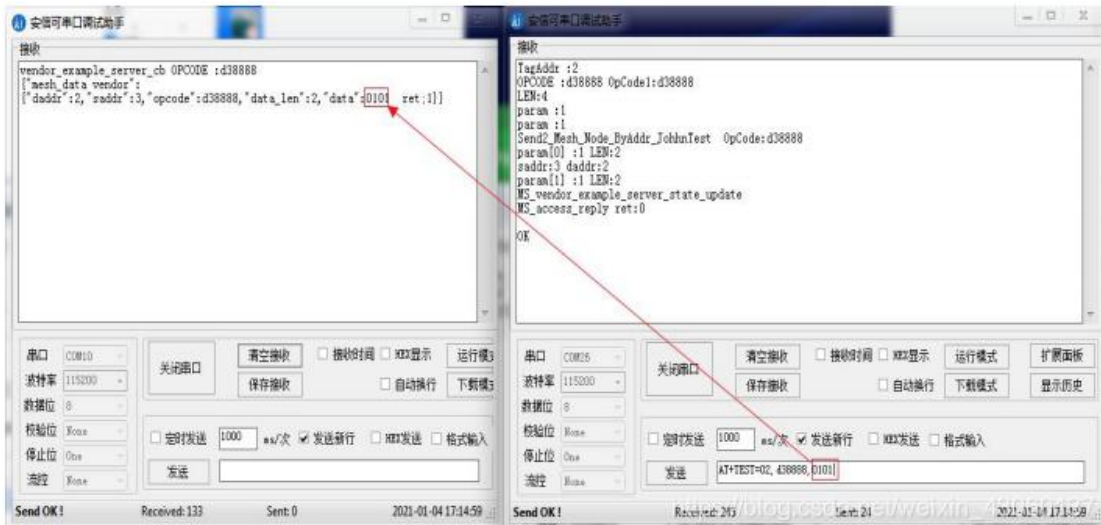 安信可串口调试助手
接收
vendor_example_server_cb OPCODE :d38888
{"mesh_data vendor":
{"daddr":2,"saddr":3,"opcode":d38888,"data_len":2,"data":0101 ret;1}}
串口 COM10
波特率 115200
数据位 8
校验位 None
停止位 One
流控 None
关闭串口
清空接收 接收时间 HEX显示 运行模
保存接收 自动换行 下载模
定时发送 1000 ms/次 发送新行 HEX发送 格式输入
发送
Send OK! Received: 133 Sent: 0 2021-01-04 17:14:59
安信可串口调试助手
接收
TagAddr :2
OPCODE :d38888 OpCode1:d38888
LEN:4
param :1
param :1
Send2_Mesh_Node_ByAddr_JohhnTest OpCode:d38888
param[0] :1 LEN:2
saddr:3 daddr:2
param[1] :1 LEN:2
MS_vendor_example_server_state_update
MS_access_reply ret:0
OK
串口 COM26
波特率 115200
数据位 8
校验位 None
停止位 One
流控 None
关闭串口
清空接收 接收时间 HEX显示 运行模式 扩展面板
保存接收 自动换行 下载模式 显示历史
定时发送 1000 ms/次 发送新行 HEX发送 格式输入
发送 AT+TEST=02, d38888, 0101
Send OK! Received: 245 Sent: 24 2021-01-04 17:14:59